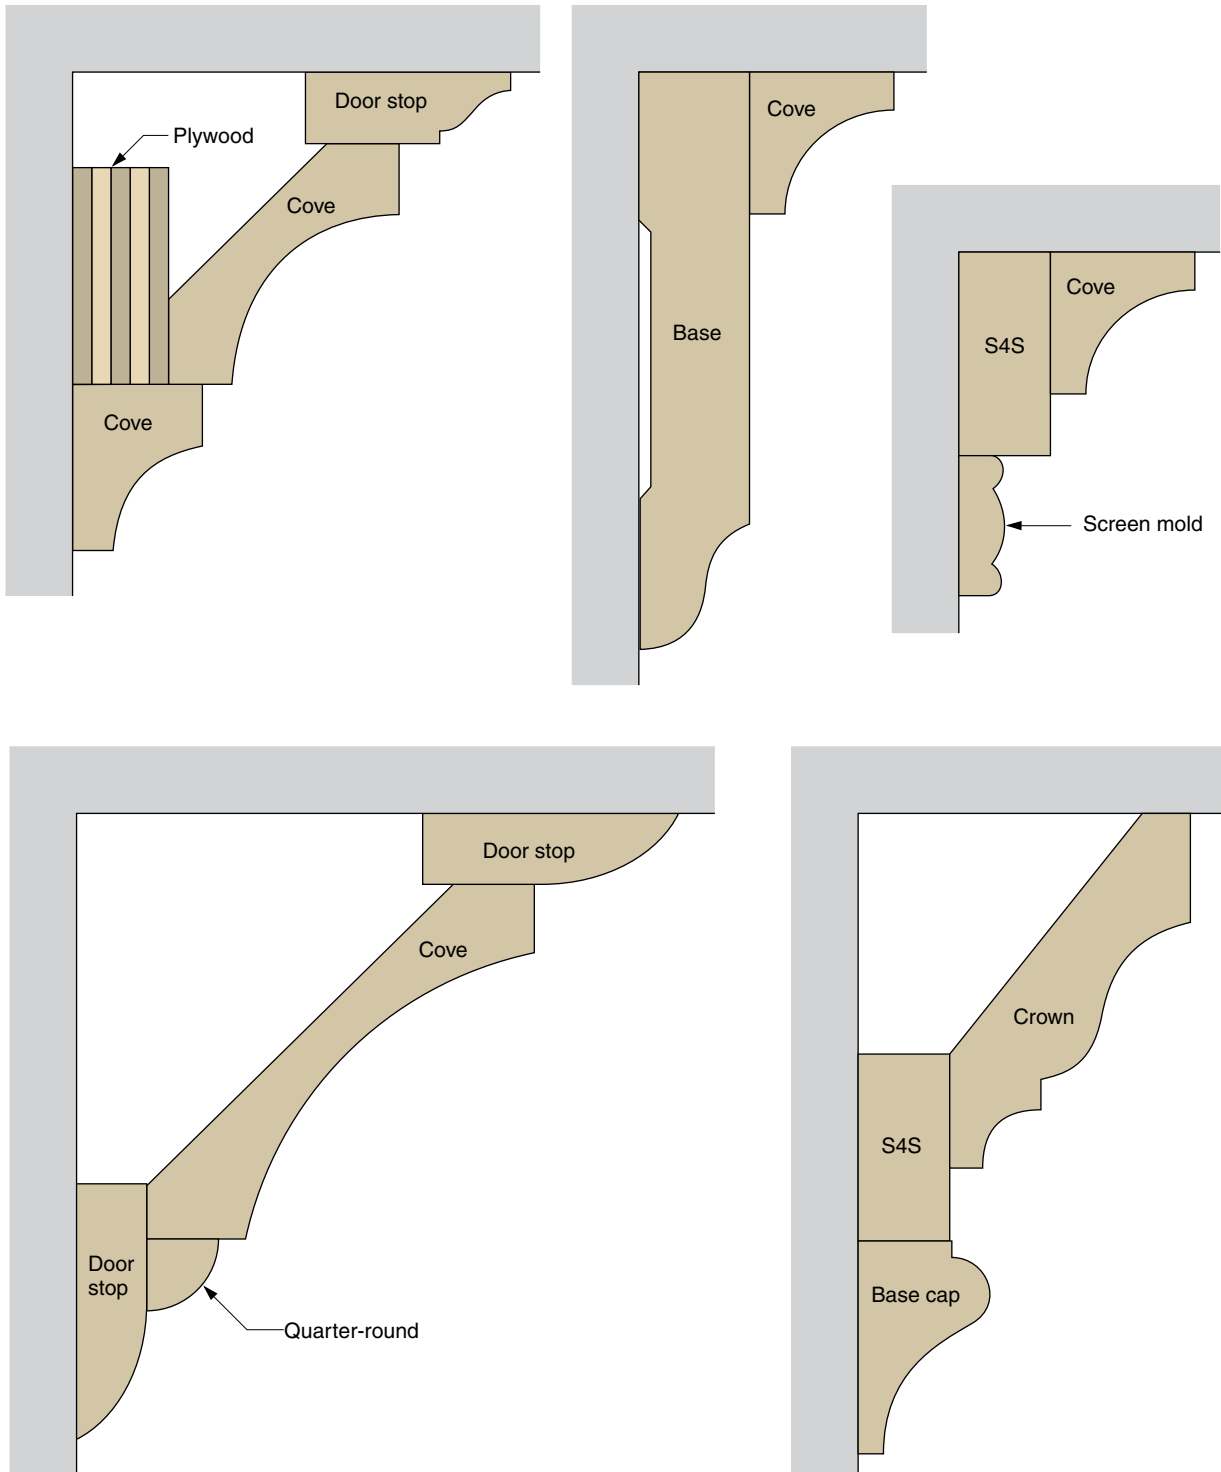 Door stop
Plywood
Cove
Cove
Cove
Base
Cove
S4S
Screen mold
Door stop
Cove
Door
stop
Quarter-round
Crown
S4S
Base cap